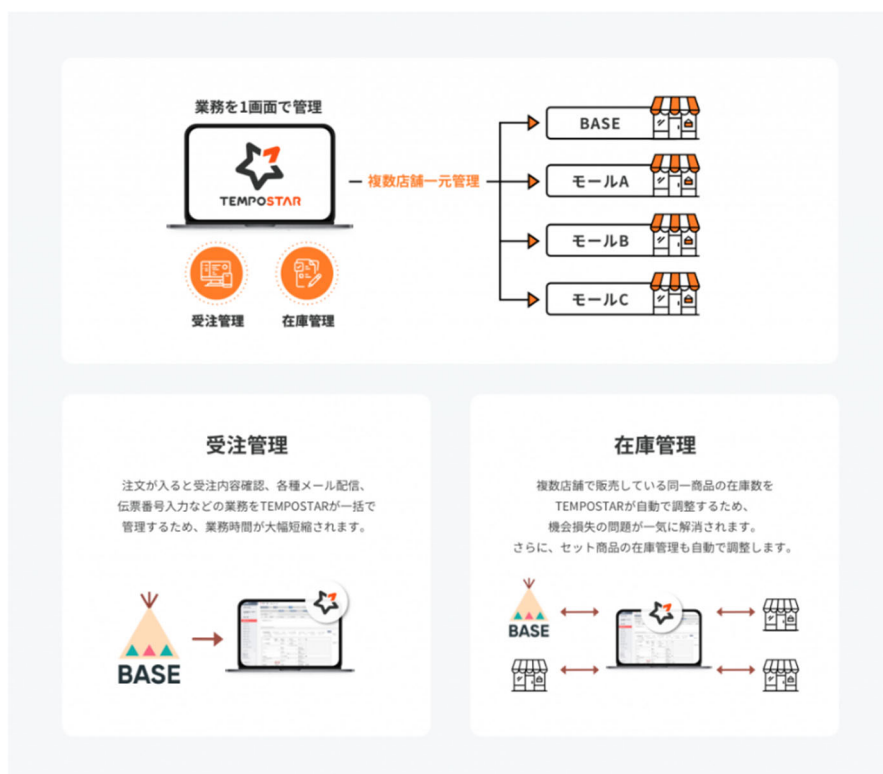 業務を1画面で管理
TEMPOSTAR
複数店舗一元管理
BASE
モールA
モールB
モールC
受注管理
在庫管理
受注管理
注文が入ると受注内容確認、各種メール配信、
伝票番号入力などの業務をTEMPOSTARが一括で
管理するため、業務時間が大幅短縮されます。
BASE
在庫管理
複数店舗で販売している同一商品の在庫数を
TEMPOSTARが自動で調整するため、
機会損失の問題が一気に解消されます。
さらに、セット商品の在庫管理も自動で調整します。
BASE